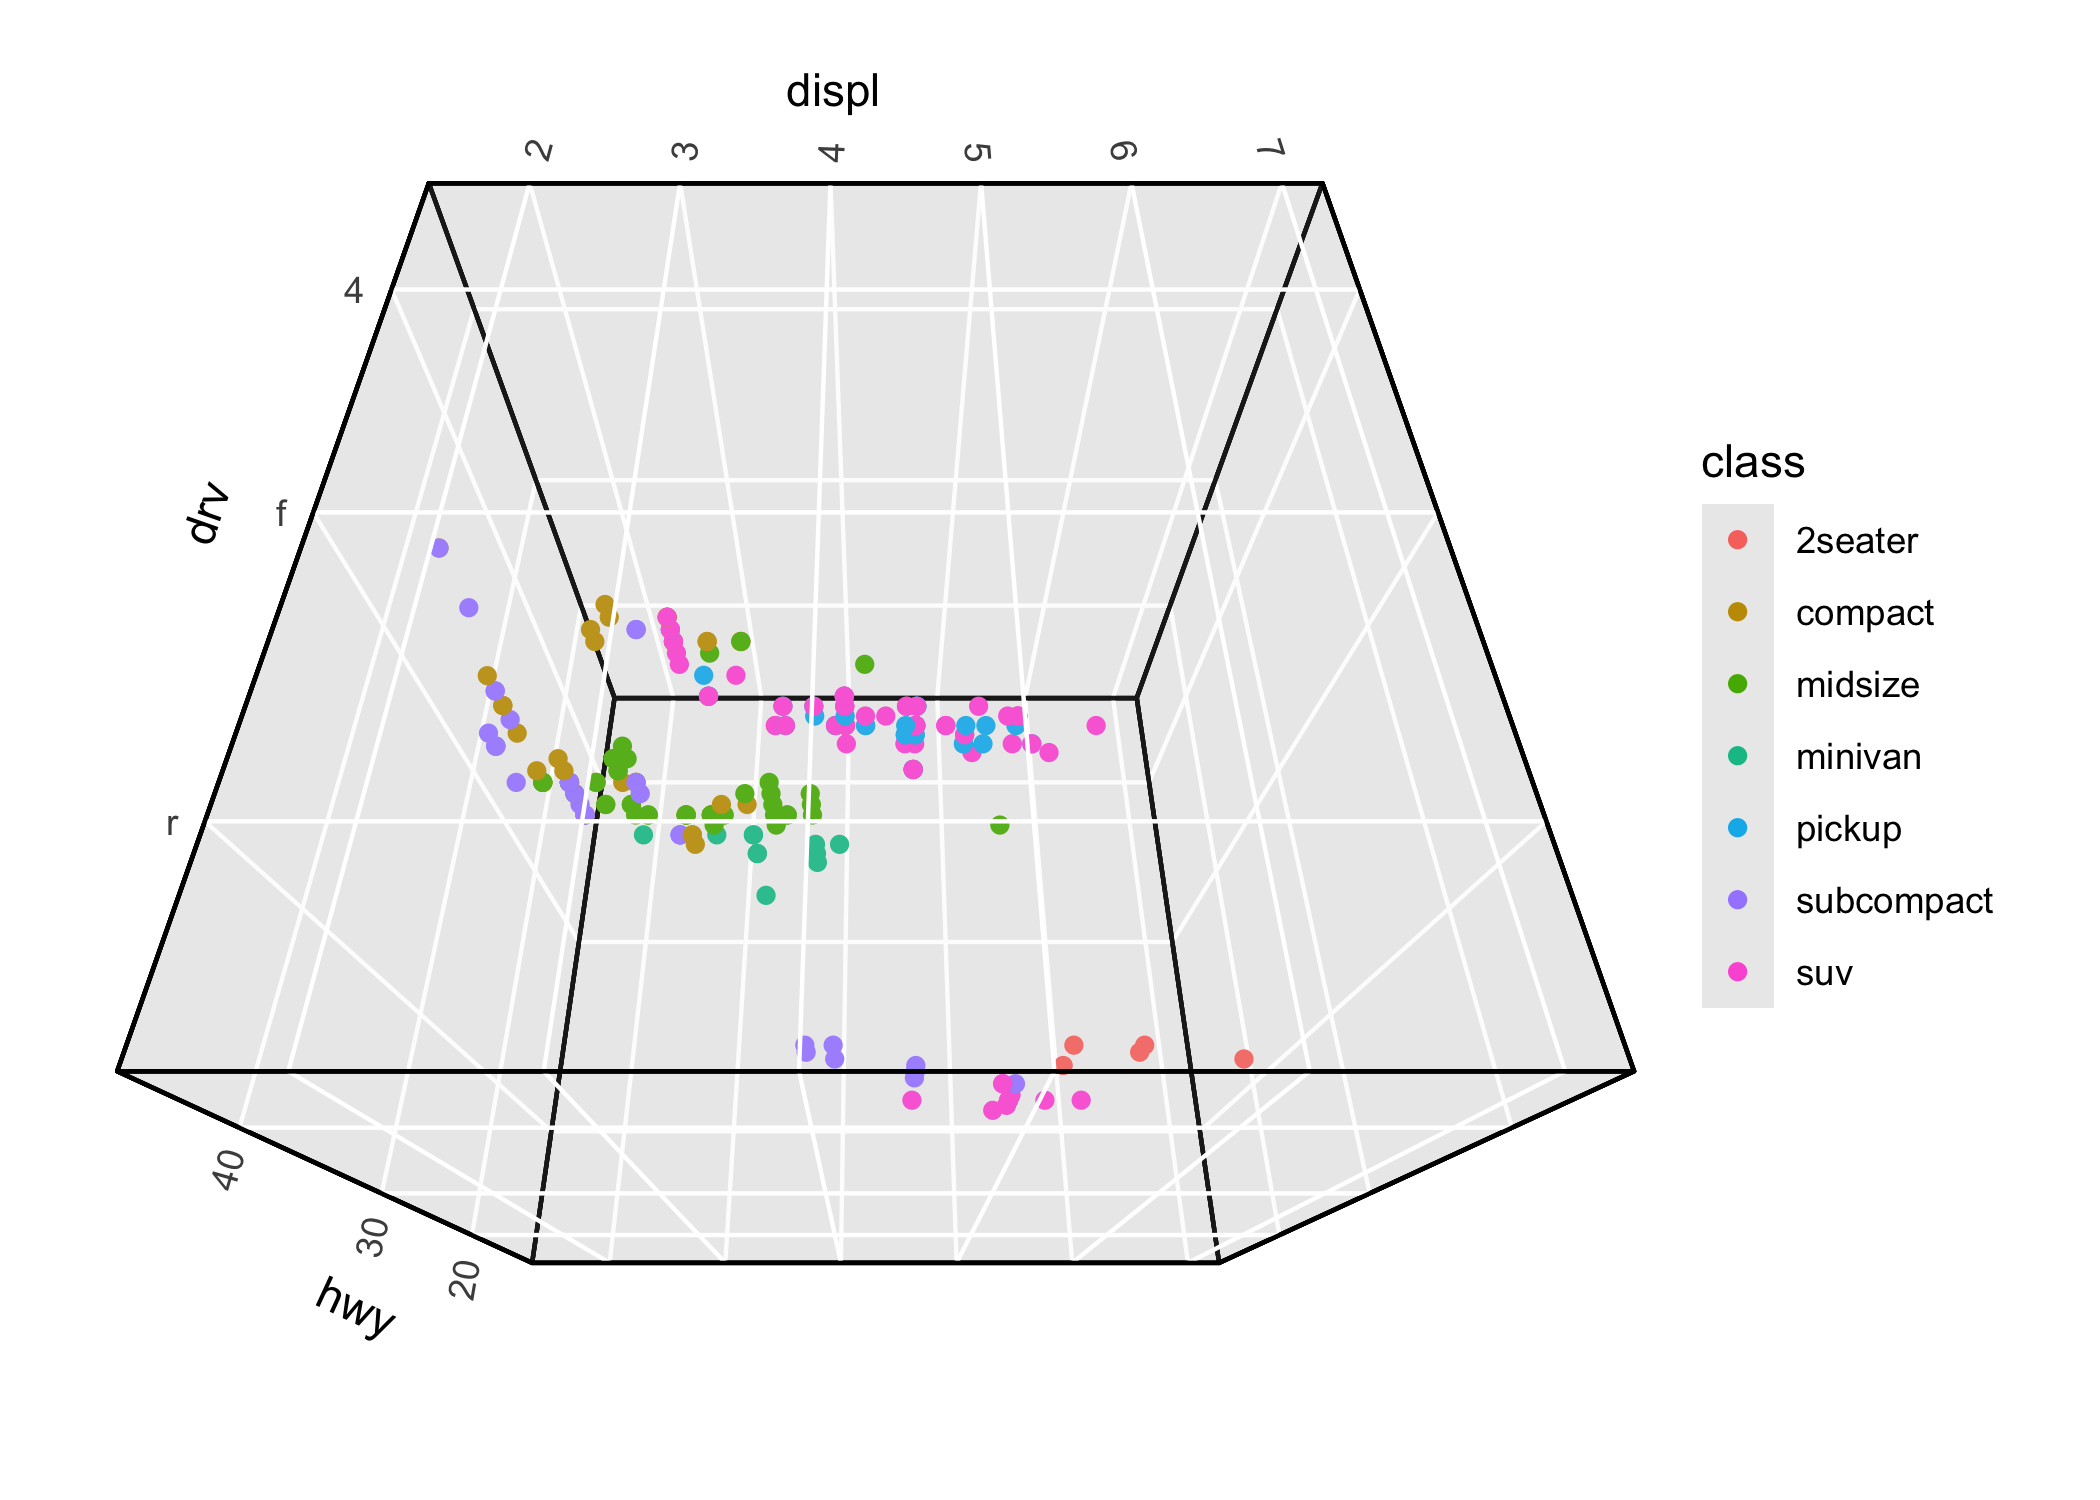 displ
2 3 4 5 6 7
4
f
r
drv
40
30
20
hwy
class
2seater
compact
midsize
minivan
pickup
subcompact
suv